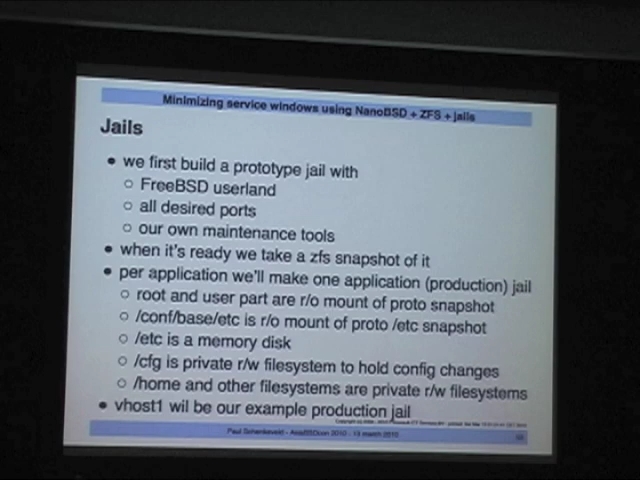 Minimizing service windows using NanoBSD + ZFS + jails
Jails
• we first build a prototype jail with
○ FreeBSD userland
○ all desired ports
○ our own maintenance tools
• when it's ready we take a zfs snapshot of it
• per application we'll make one application (production) jail
○ root and user part are r/o mount of proto snapshot
○ /conf/base/etc is r/o mount of proto /etc snapshot
○ /etc is a memory disk
○ /cfg is private r/w filesystem to hold config changes
○ /home and other filesystems are private r/w filesystems
• vhost1 wil be our example production jail
Paul Schenkeveld - AsiaBSDcon 2010 - 13 march 2010